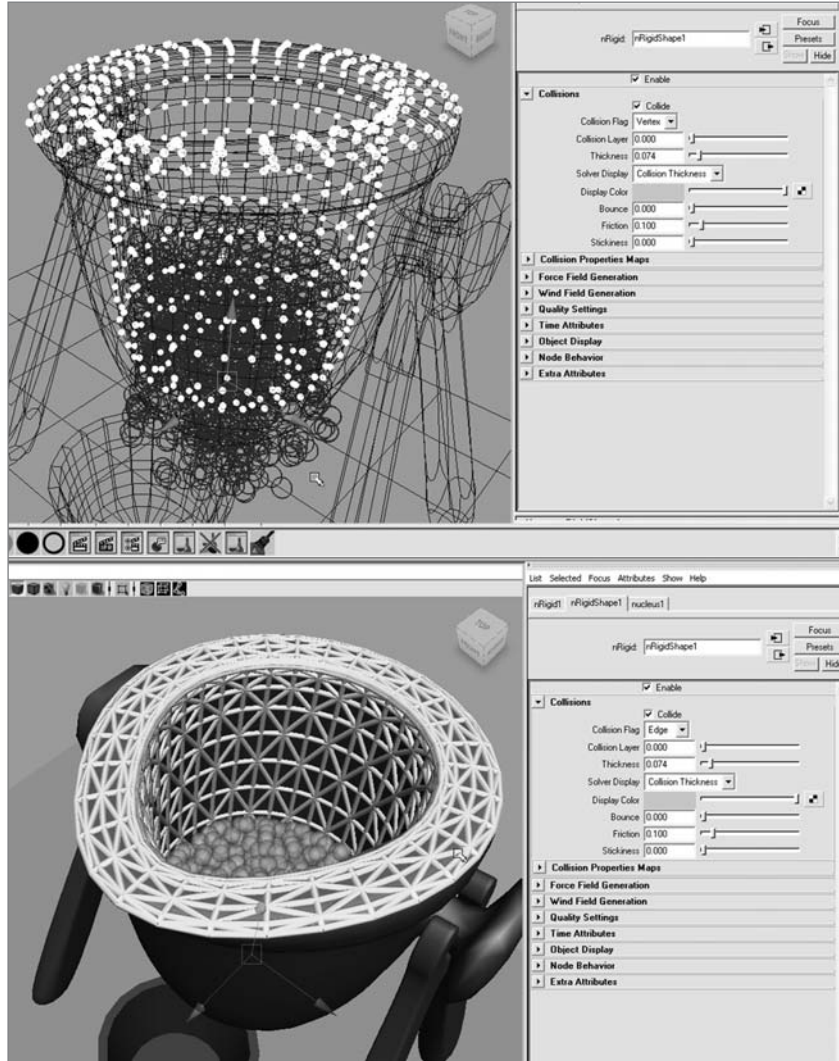 TOP
FRONT
RIGHT
nRigid: nRigidShape1
Focus
Presets
Show Hide
Enable
Collisions
Collide
Collision Flag Vertex
Collision Layer 0.000
Thickness 0.074
Solver Display Collision Thickness
Display Color
Bounce 0.000
Friction 0.100
Stickiness 0.000
Collision Properties Maps
Force Field Generation
Wind Field Generation
Quality Settings
Time Attributes
Object Display
Node Behavior
Extra Attributes
List Selected Focus Attributes Show Help
nRigid1 nRigidShape1 nucleus1
TOP
nRigid: nRigidShape1
Focus
Presets
Show Hid
Enable
Collisions
Collide
Collision Flag Edge
Collision Layer 0.000
Thickness 0.074
Solver Display Collision Thickness
Display Color
Bounce 0.000
Friction 0.100
Stickiness 0.000
Collision Properties Maps
Force Field Generation
Wind Field Generation
Quality Settings
Time Attributes
Object Display
Node Behavior
Extra Attributes